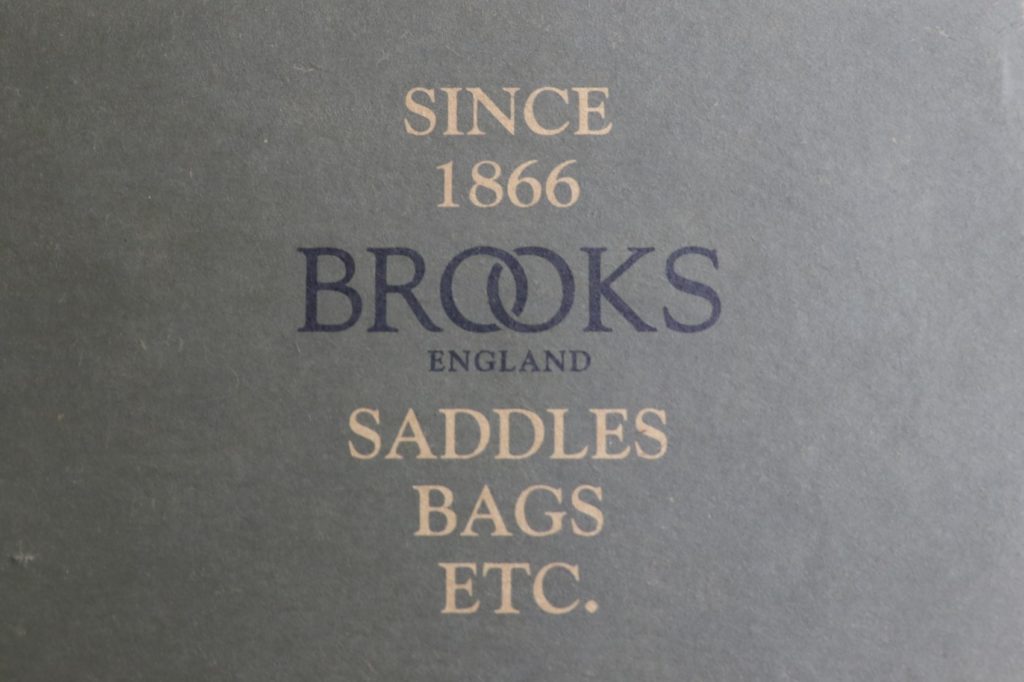 SINCE
1866
BROOKS
ENGLAND
SADDLES
BAGS
ETC.